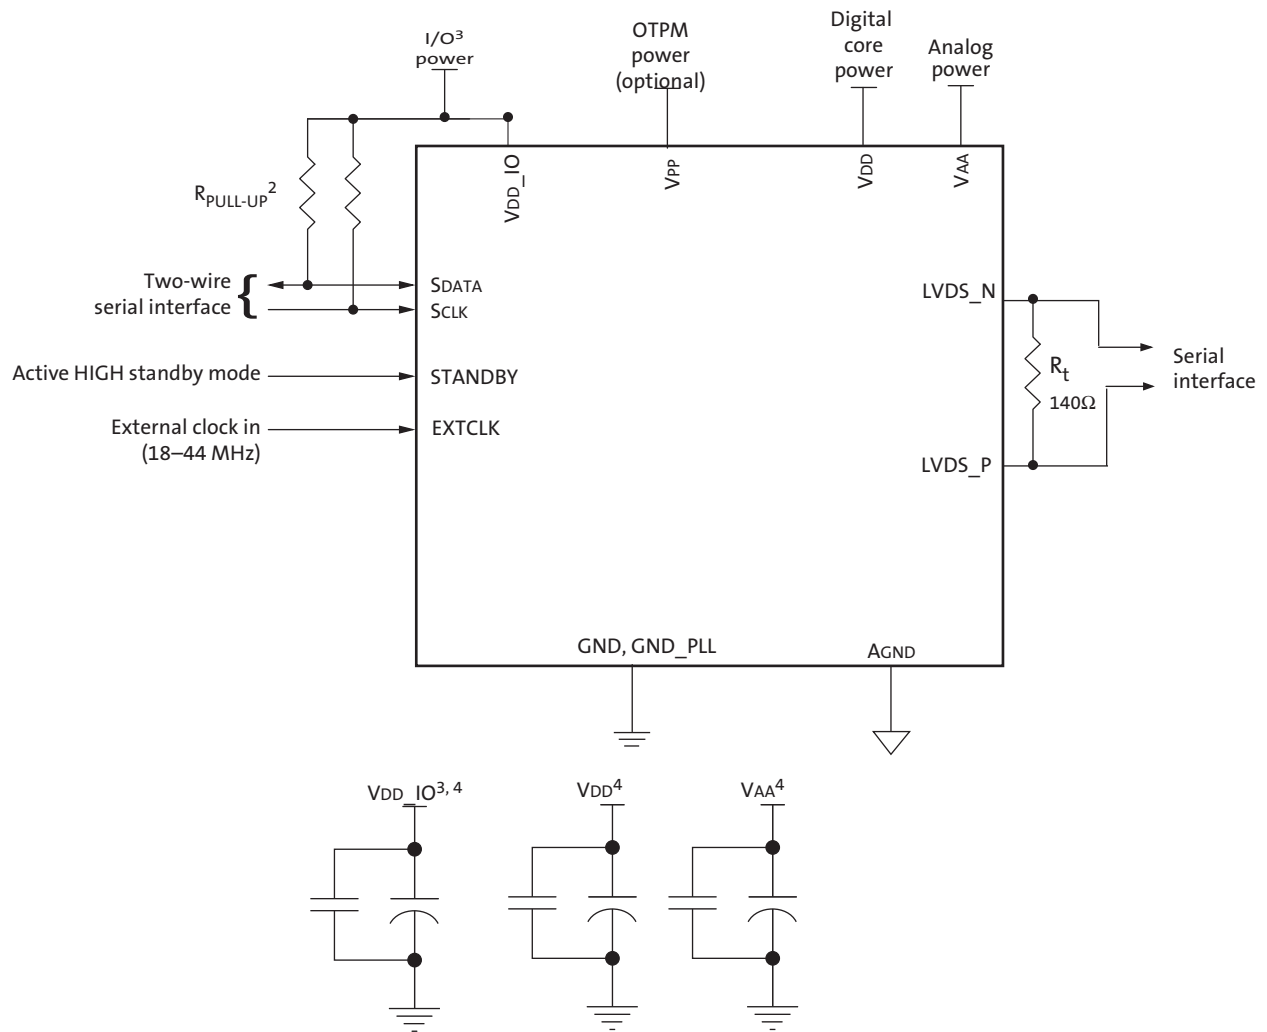 I/O³
power
OTPM
power
(optional)
Digital
core
power
Analog
power
VDD_IO
VPP
VDD
VAA
RPULL-UP²
Two-wire
serial interface
{
SDATA
SCLK
Active HIGH standby mode
STANDBY
External clock in
(18–44 MHz)
EXTCLK
LVDS_N
Rt
140Ω
Serial
interface
LVDS_P
GND, GND_PLL
AGND
VDD_IO³, ⁴
VDD⁴
VAA⁴